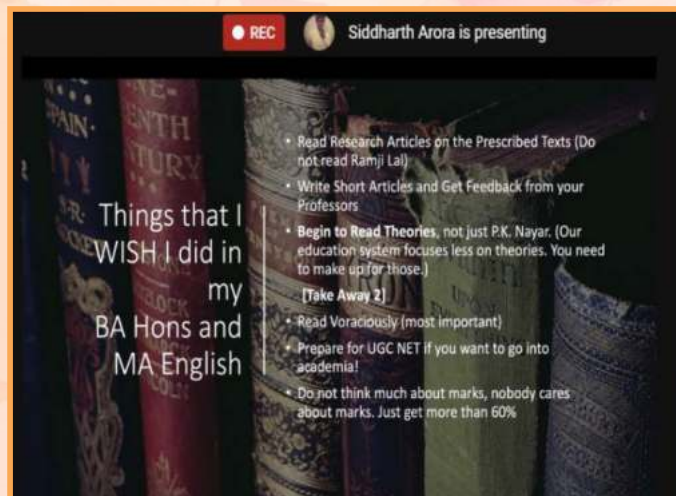 REC
Siddharth Arora is presenting
Things that I
WISH I did in
my
BA Hons and
MA English
• Read Research Articles on the Prescribed Texts (Do
not read Ramji Lal)
• Write Short Articles and Get Feedback from your
Professors
• Begin to Read Theories, not just P.K. Nayar. (Our
education system focuses less on theories. You need
to make up for those.)
[Take Away 2]
• Read Voraciously (most important)
• Prepare for UGC NET if you want to go into
academia!
• Do not think much about marks, nobody cares
about marks. Just get more than 60%
SPAIN